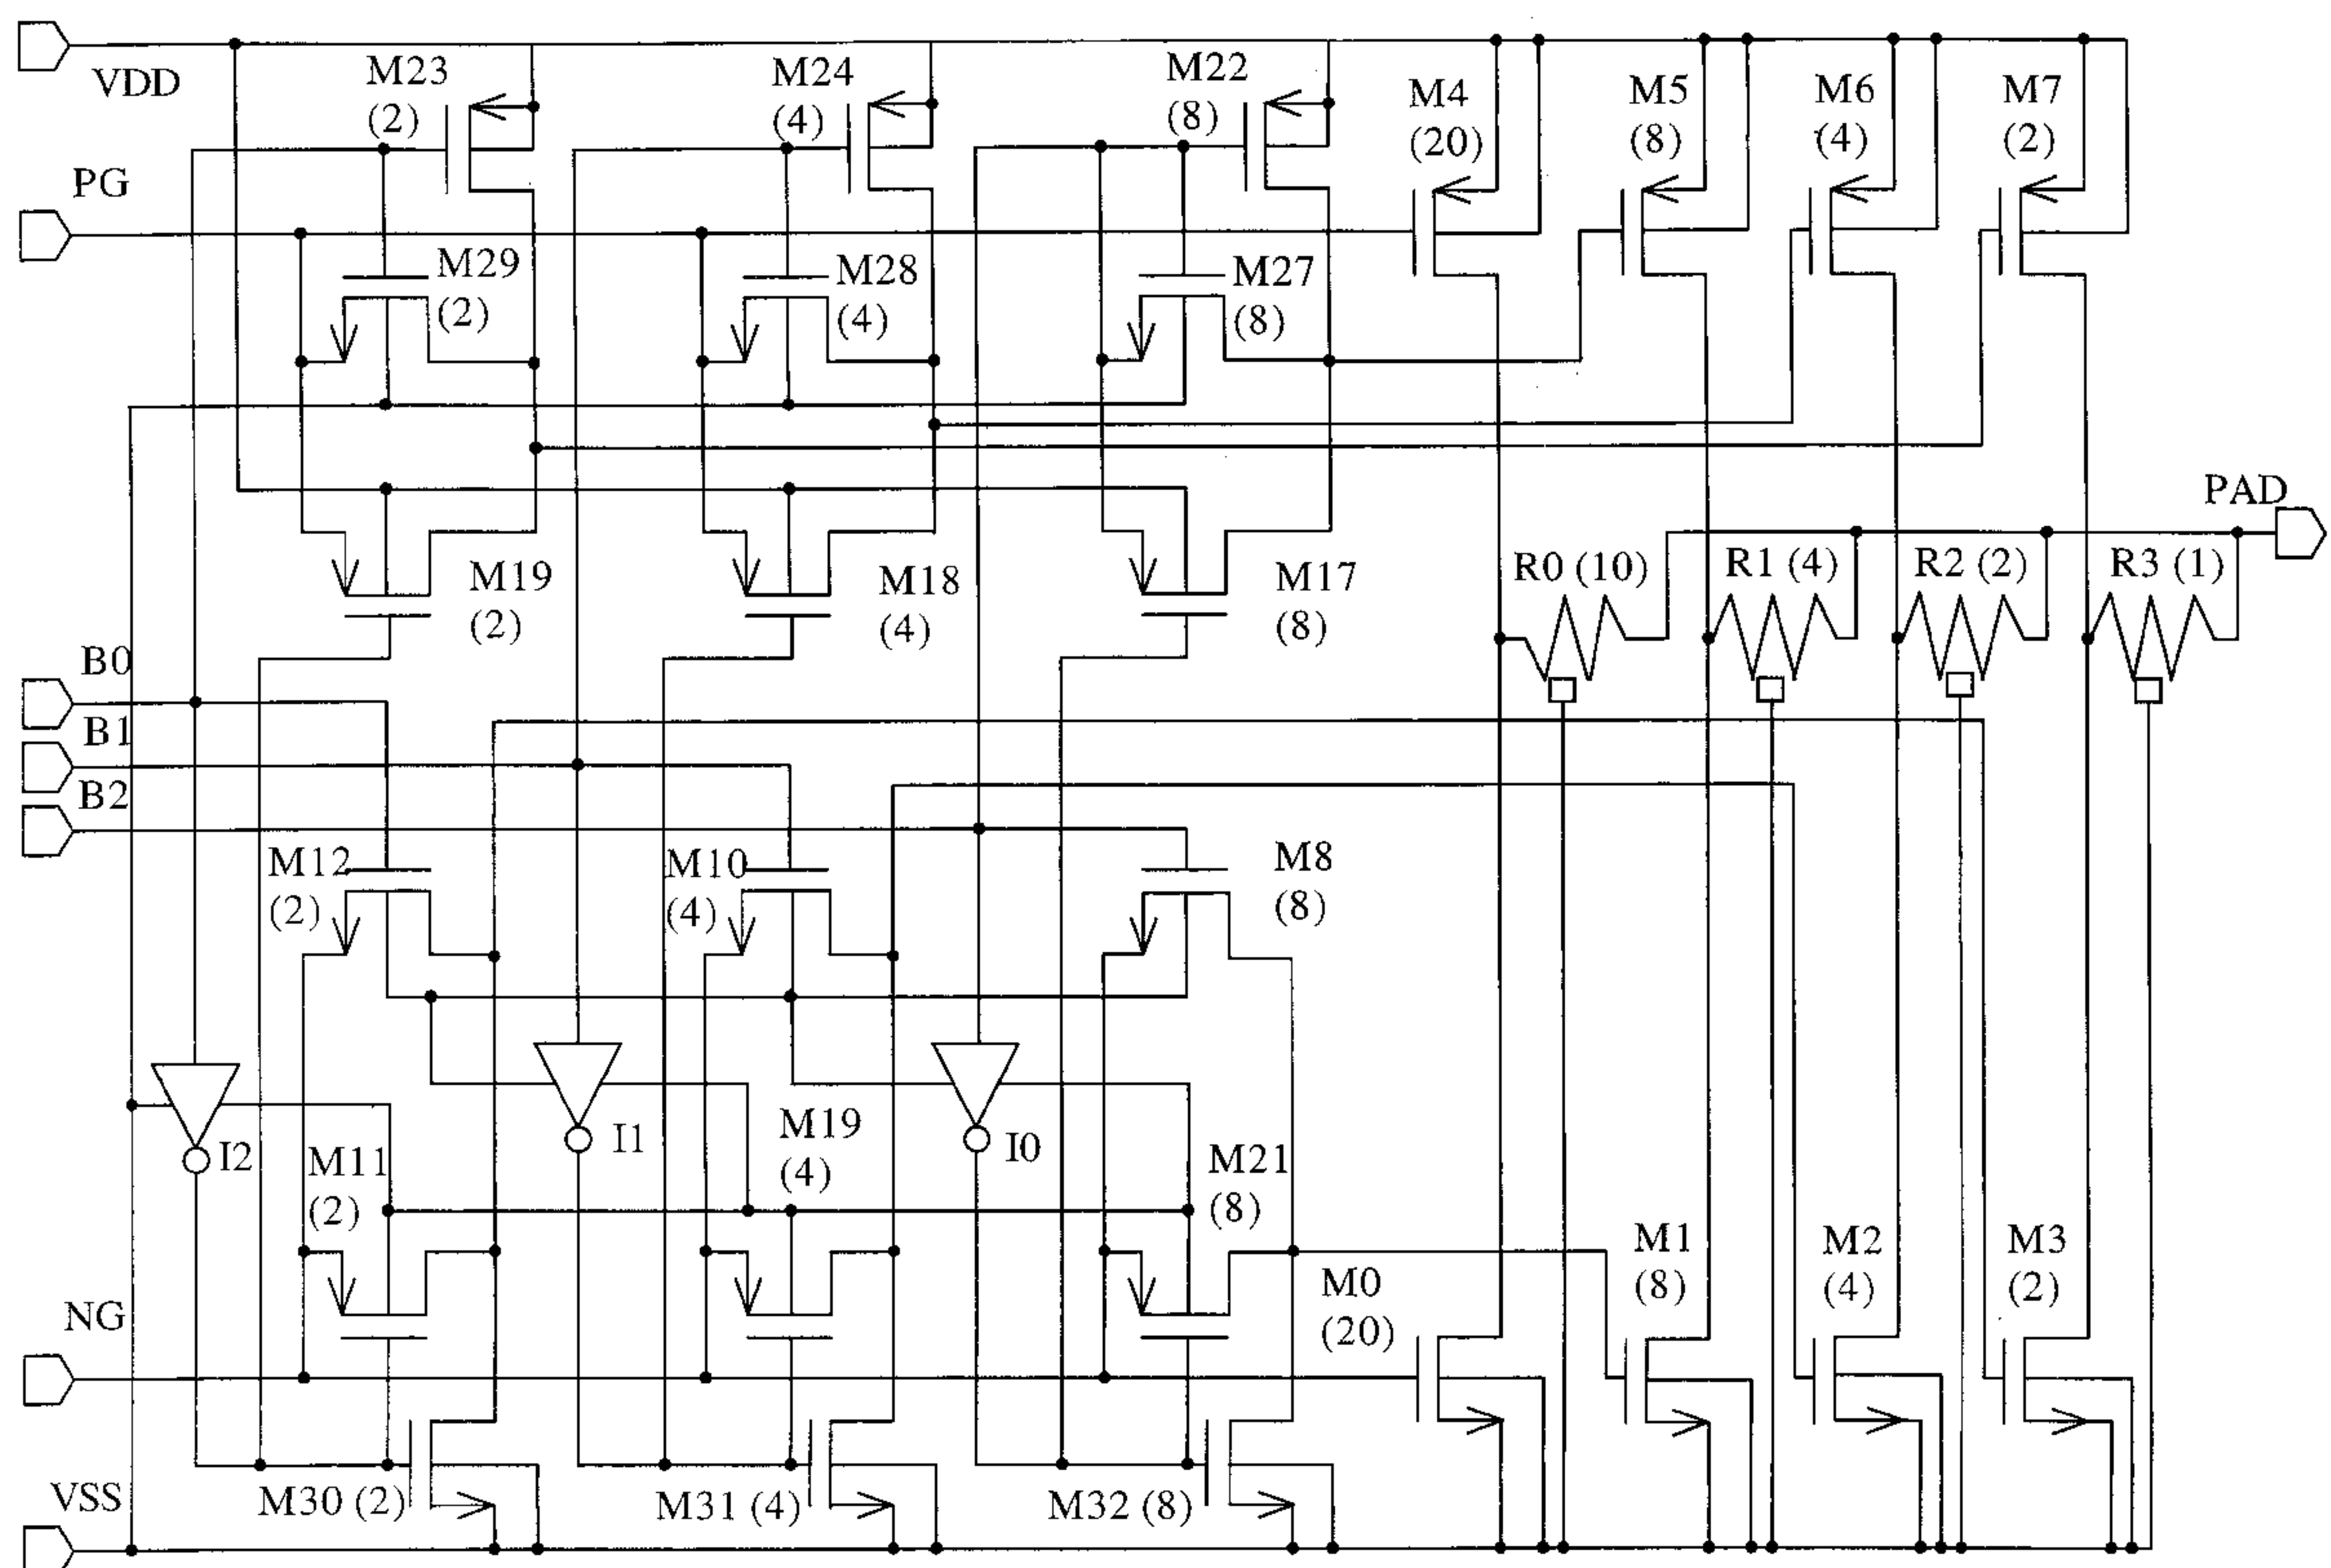 VDD
M23
(2)
M24
(4)
M22
(8)
M4
(20)
M5
(8)
M6
(4)
M7
(2)
PG
M29
(2)
M28
(4)
M27
(8)
PAD
R0 (10)
R1 (4)
R2 (2)
R3 (1)
M19
(2)
M18
(4)
M17
(8)
B0
B1
B2
M12
(2)
M10
(4)
M8
(8)
I2
I1
I0
M11
(2)
M19
(4)
M21
(8)
M0
(20)
M1
(8)
M2
(4)
M3
(2)
NG
VSS
M30 (2)
M31 (4)
M32 (8)